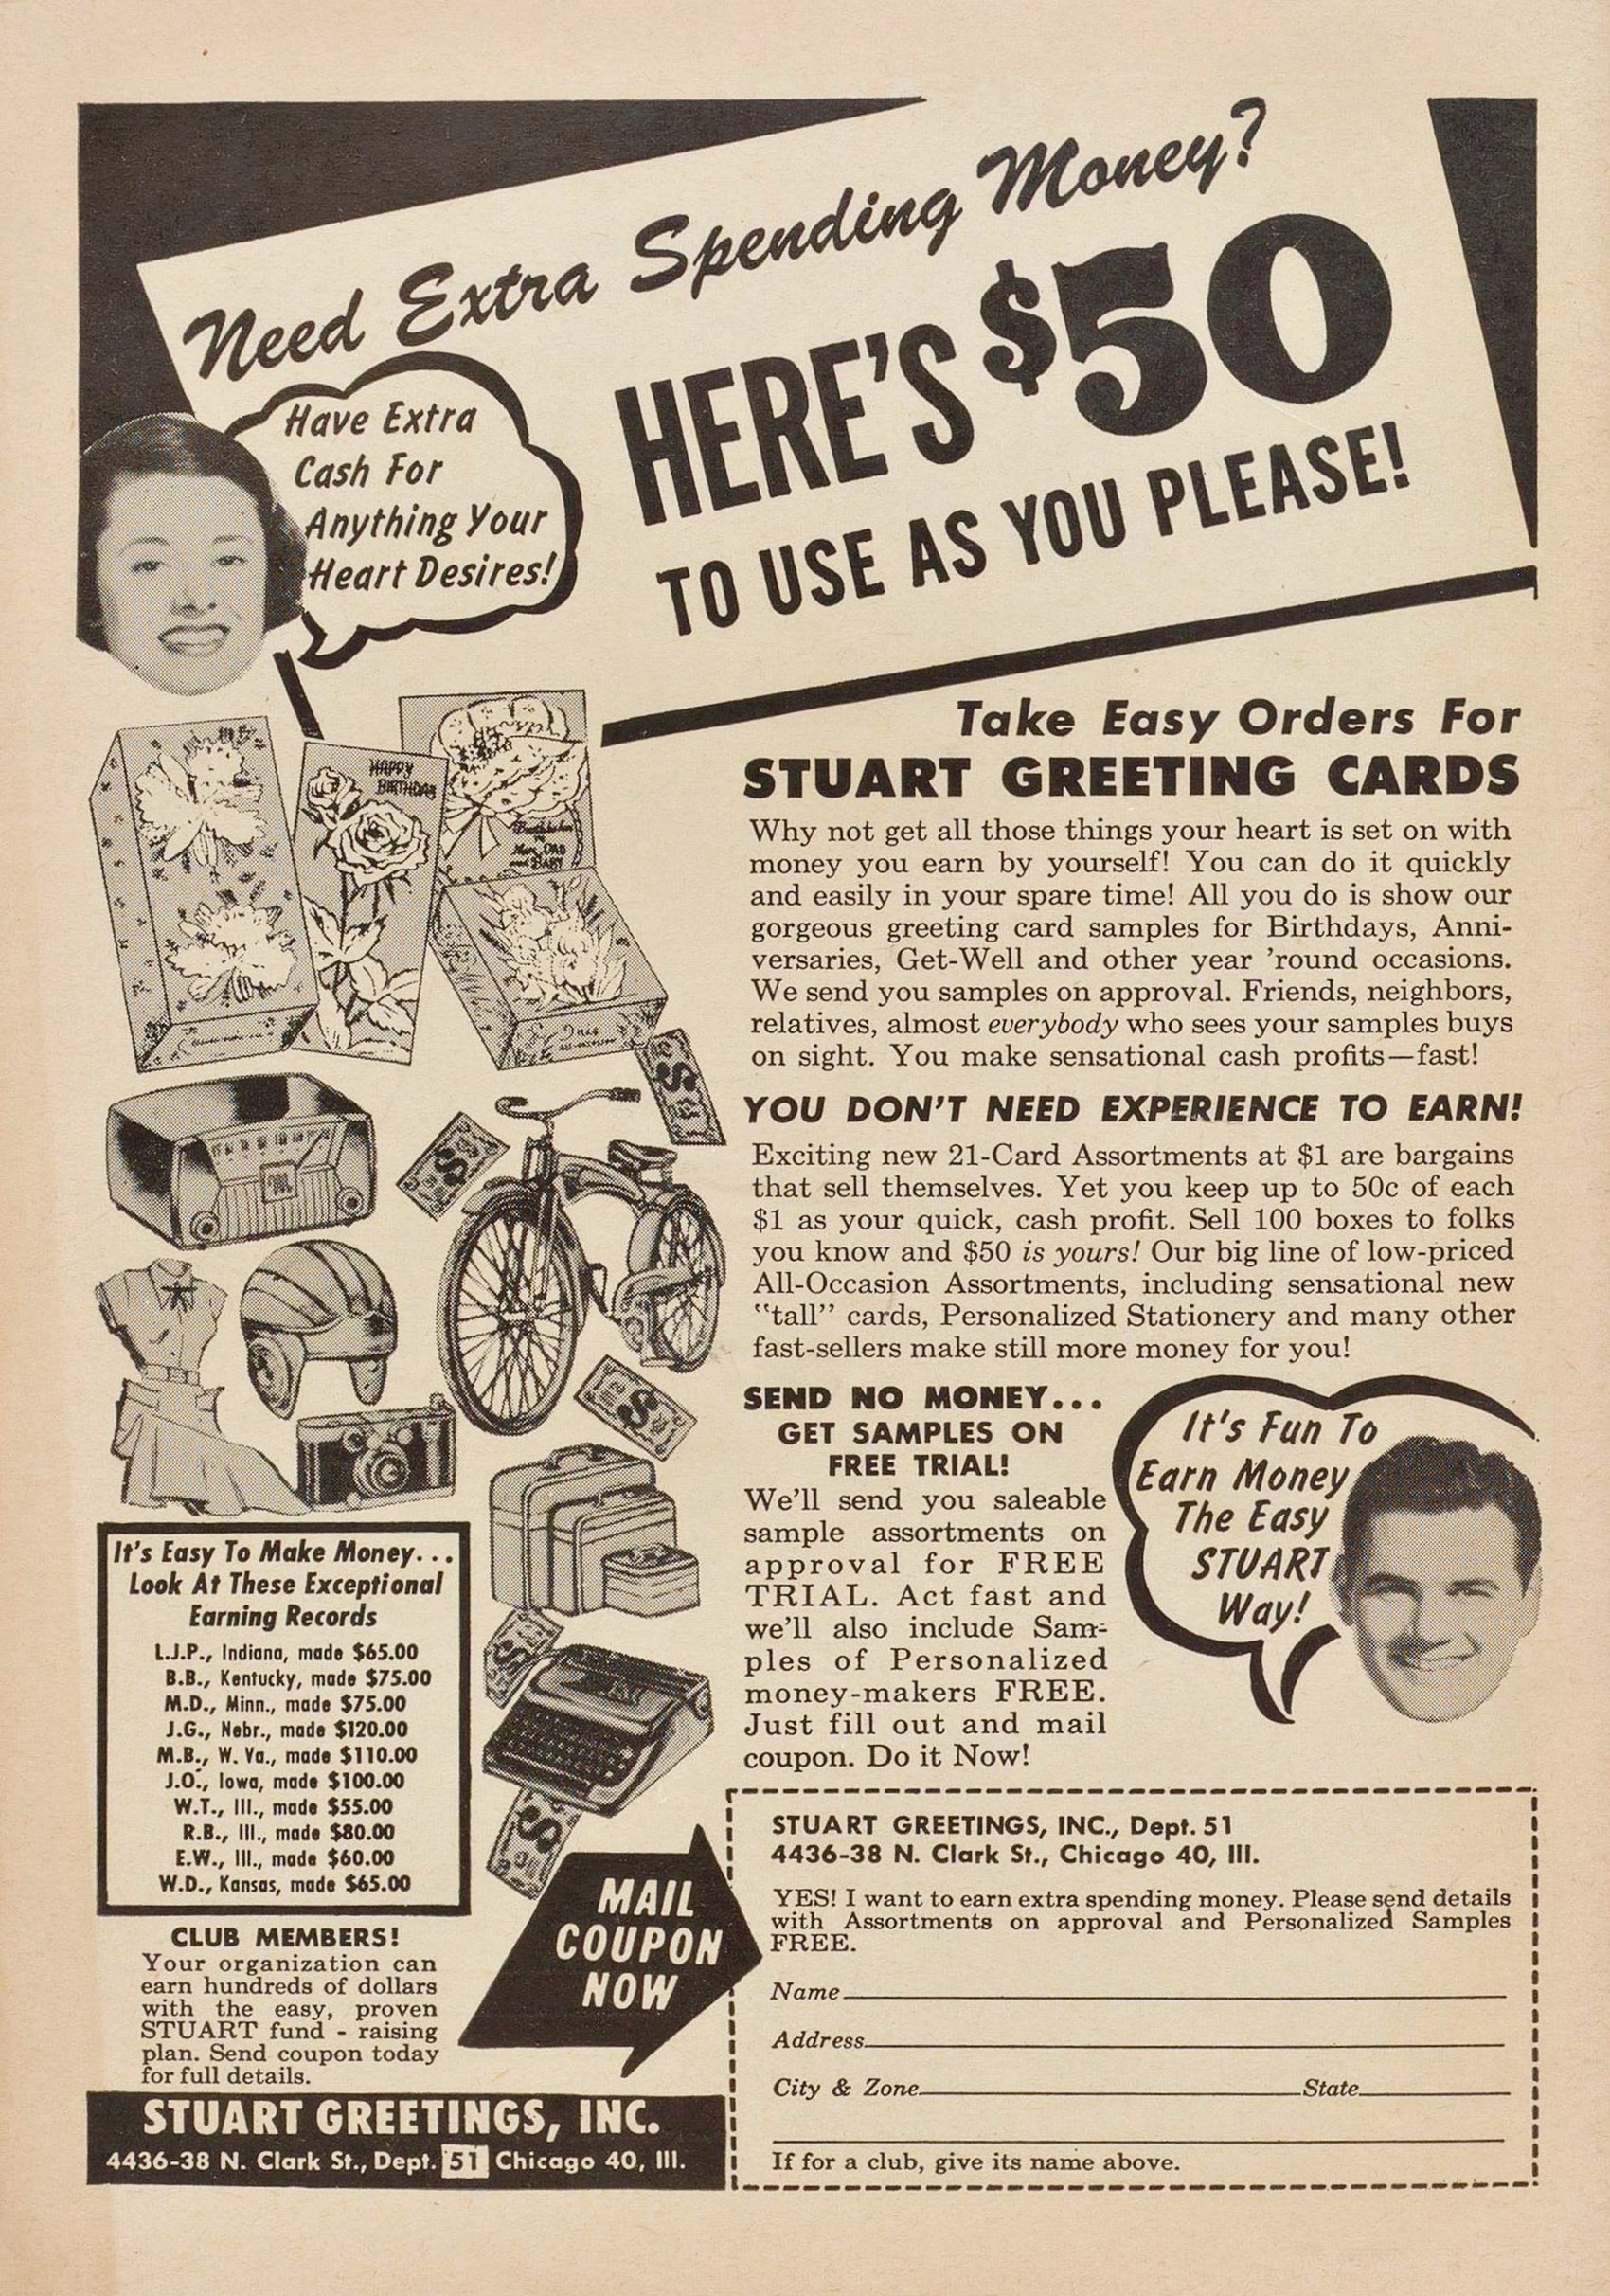 Need Extra Spending Money?
HERE'S $50
TO USE AS YOU PLEASE!
Have Extra
Cash For
Anything Your
Heart Desires!
HAPPY
BIRTHDAY
Take Easy Orders For
STUART GREETING CARDS
Why not get all those things your heart is set on with
money you earn by yourself! You can do it quickly
and easily in your spare time! All you do is show our
gorgeous greeting card samples for Birthdays, Anni-
versaries, Get-Well and other year 'round occasions.
We send you samples on approval. Friends, neighbors,
relatives, almost everybody who sees your samples buys
on sight. You make sensational cash profits—fast!
YOU DON'T NEED EXPERIENCE TO EARN!
Exciting new 21-Card Assortments at $1 are bargains
that sell themselves. Yet you keep up to 50c of each
$1 as your quick, cash profit. Sell 100 boxes to folks
you know and $50 is yours! Our big line of low-priced
All-Occasion Assortments, including sensational new
"tall" cards, Personalized Stationery and many other
fast-sellers make still more money for you!
SEND NO MONEY...
GET SAMPLES ON
FREE TRIAL!
We'll send you saleable
sample assortments on
approval for FREE
TRIAL. Act fast and
we'll also include Sam-
ples of Personalized
money-makers FREE.
Just fill out and mail
coupon. Do it Now!
It's Fun To
Earn Money
The Easy
STUART
Way!
It's Easy To Make Money...
Look At These Exceptional
Earning Records
L.J.P., Indiana, made $65.00
B.B., Kentucky, made $75.00
M.D., Minn., made $75.00
J.G., Nebr., made $120.00
M.B., W. Va., made $110.00
J.O., Iowa, made $100.00
W.T., Ill., made $55.00
R.B., Ill., made $80.00
E.W., Ill., made $60.00
W.D., Kansas, made $65.00
CLUB MEMBERS!
Your organization can
earn hundreds of dollars
with the easy, proven
STUART fund - raising
plan. Send coupon today
for full details.
STUART GREETINGS, INC.
4436-38 N. Clark St., Dept. 51 Chicago 40, Ill.
MAIL
COUPON
NOW
STUART GREETINGS, INC., Dept. 51
4436-38 N. Clark St., Chicago 40, Ill.
YES! I want to earn extra spending money. Please send details
with Assortments on approval and Personalized Samples
FREE.
Name
Address
City & Zone State
If for a club, give its name above.